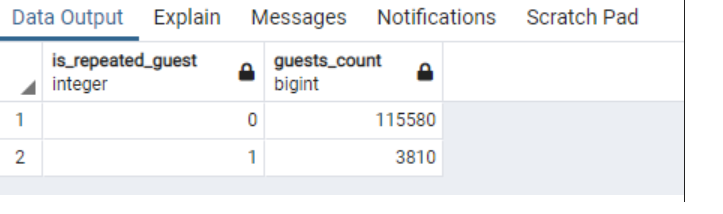 Data Output Explain Messages Notifications Scratch Pad
is_repeated_guest guests_count
integer bigint
1 0 115580
2 1 3810